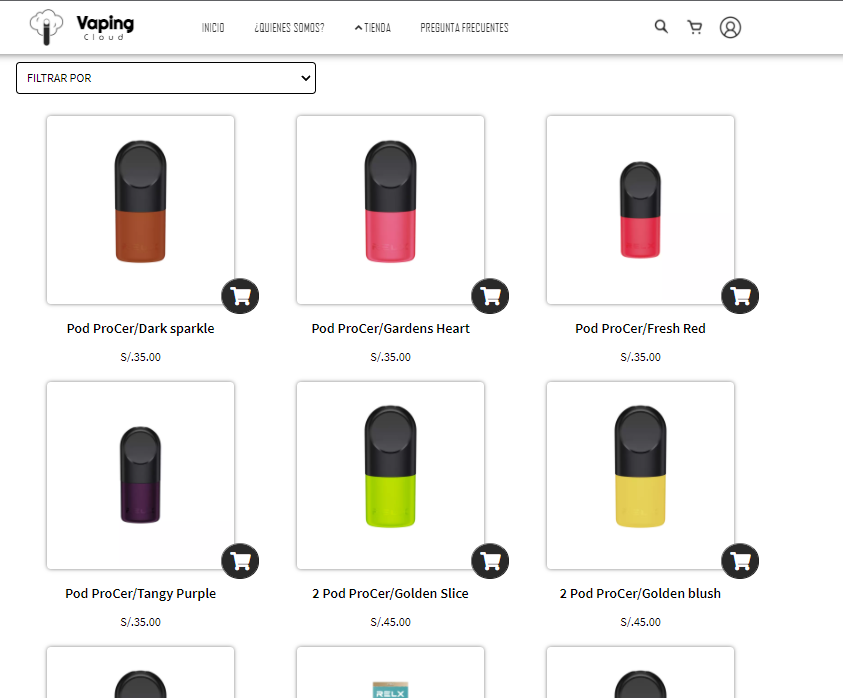 Vaping
Cloud
INICIO
¿QUIENES SOMOS?
TIENDA
PREGUNTA FRECUENTES
FILTRAR POR
Pod ProCer/Dark sparkle
S/.35.00
Pod ProCer/Gardens Heart
S/.35.00
Pod ProCer/Fresh Red
S/.35.00
Pod ProCer/Tangy Purple
S/.35.00
2 Pod ProCer/Golden Slice
S/.45.00
2 Pod ProCer/Golden blush
S/.45.00
RELX